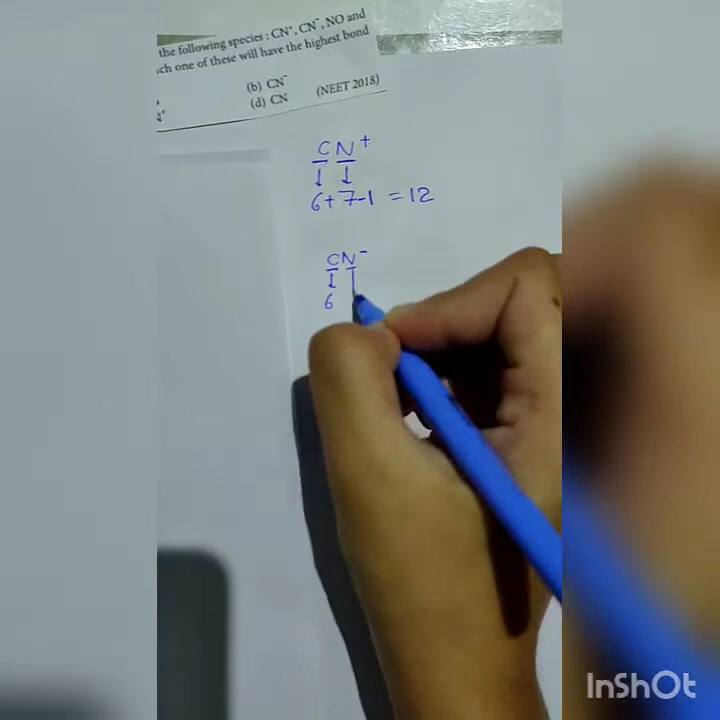 the following species : CN⁺, CN⁻, NO and
one of these will have the highest bond
(b) CN⁻
(d) CN (NEET 2018)
CN⁺
↓ ↓
6+7-1 = 12
CN⁻
↓
6
InShOt